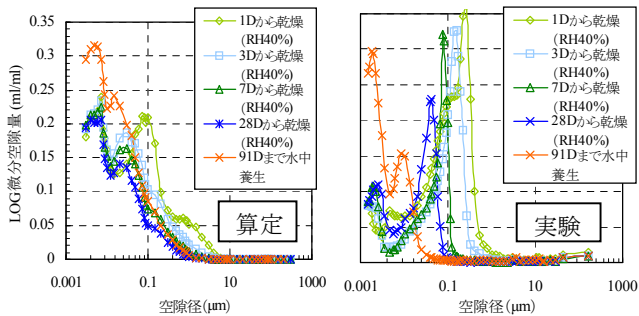 LOG微分空隙量 (ml/ml)
0.35
0.3
0.25
0.2
0.15
0.1
0.05
0
0.001
0.1
10
1000
空隙径(μm)
1Dから乾燥
(RH40%)
3Dから乾燥
(RH40%)
7Dから乾燥
(RH40%)
28Dから乾燥
(RH40%)
91Dまで水中
養生
算定
0.001
0.1
10
1000
空隙径(μm)
1Dから乾燥
(RH40%)
3Dから乾燥
(RH40%)
7Dから乾燥
(RH40%)
28Dから乾燥
(RH40%)
91Dまで水中
養生
実験